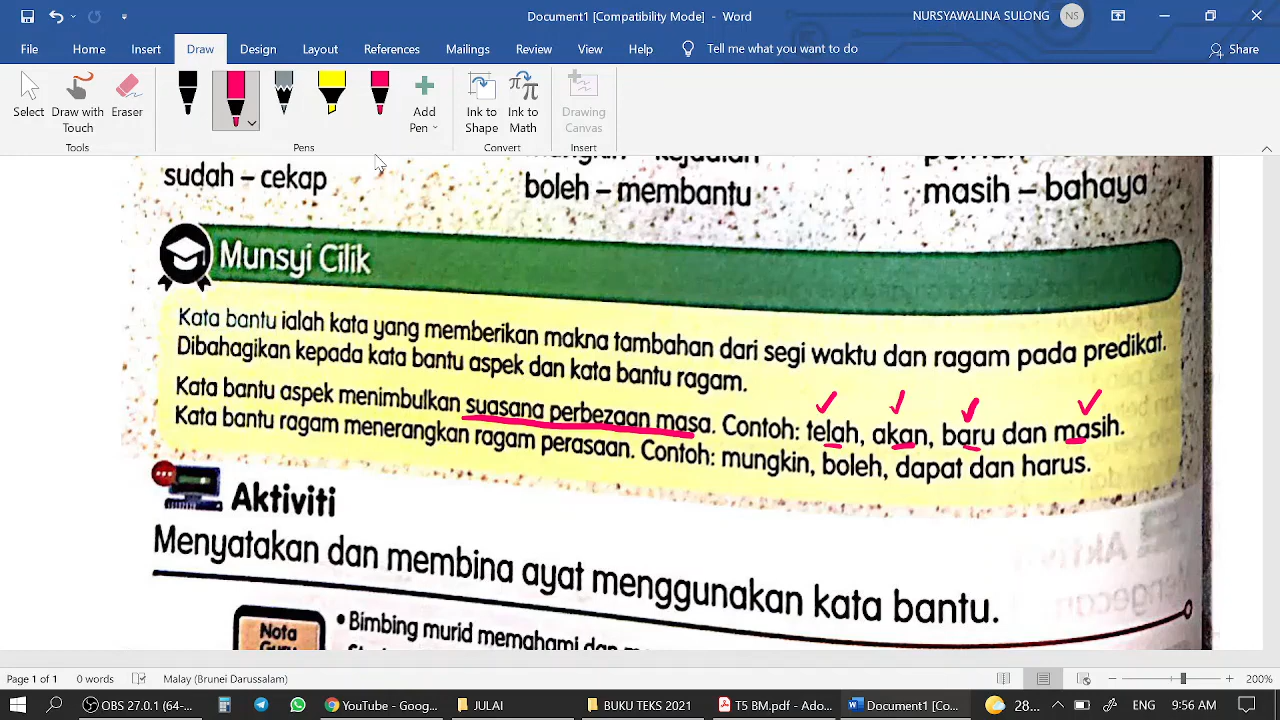 Document1 [Compatibility Mode] - Word
NURSYAWALINA SULONG NS
File Home Insert Draw Design Layout References Mailings Review View Help Tell me what you want to do Share
Select Draw with Touch Eraser Add Pen Ink to Shape Ink to Math Drawing Canvas
Tools Pens Convert Insert
sudah – cekap
boleh – membantu masih – bahaya
Munsyi Cilik
Kata bantu ialah kata yang memberikan makna tambahan dari segi waktu dan ragam pada predikat.
Dibahagikan kepada kata bantu aspek dan kata bantu ragam.
Kata bantu aspek menimbulkan suasana perbezaan masa. Contoh: telah, akan, baru dan masih.
Kata bantu ragam menerangkan ragam perasaan. Contoh: mungkin, boleh, dapat dan harus.
Aktiviti
Menyatakan dan membina ayat menggunakan kata bantu.
Nota
• Bimbing murid memahami dan
Page 1 of 1 0 words Malay (Brunei Darussalam) 200%
OBS 27.0.1 (64-... YouTube - Goog... JULAI BUKU TEKS 2021 T5 BM.pdf - Ado... Document1 [Co... 28... ENG 9:56 AM